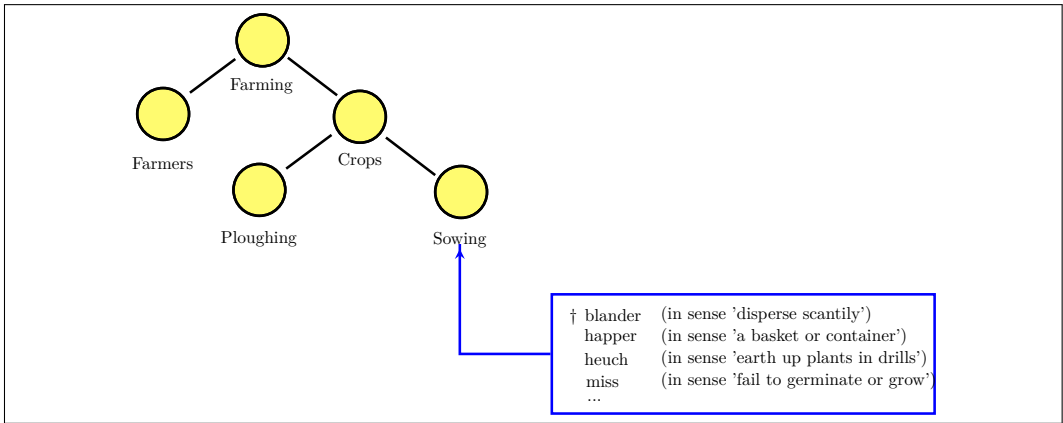 Farming
Farmers
Crops
Ploughing
Sowing
† blander (in sense 'disperse scantily')
happer (in sense 'a basket or container')
heuch (in sense 'earth up plants in drills')
miss (in sense 'fail to germinate or grow')
...